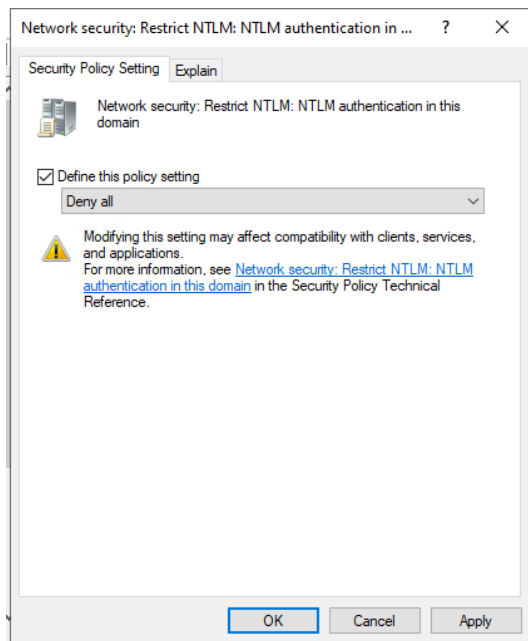 Network security: Restrict NTLM: NTLM authentication in ... ? ✕
Security Policy Setting Explain
Network security: Restrict NTLM: NTLM authentication in this
domain
Define this policy setting
Deny all
Modifying this setting may affect compatibility with clients, services,
and applications.
For more information, see Network security: Restrict NTLM: NTLM
authentication in this domain in the Security Policy Technical
Reference.
OK Cancel Apply